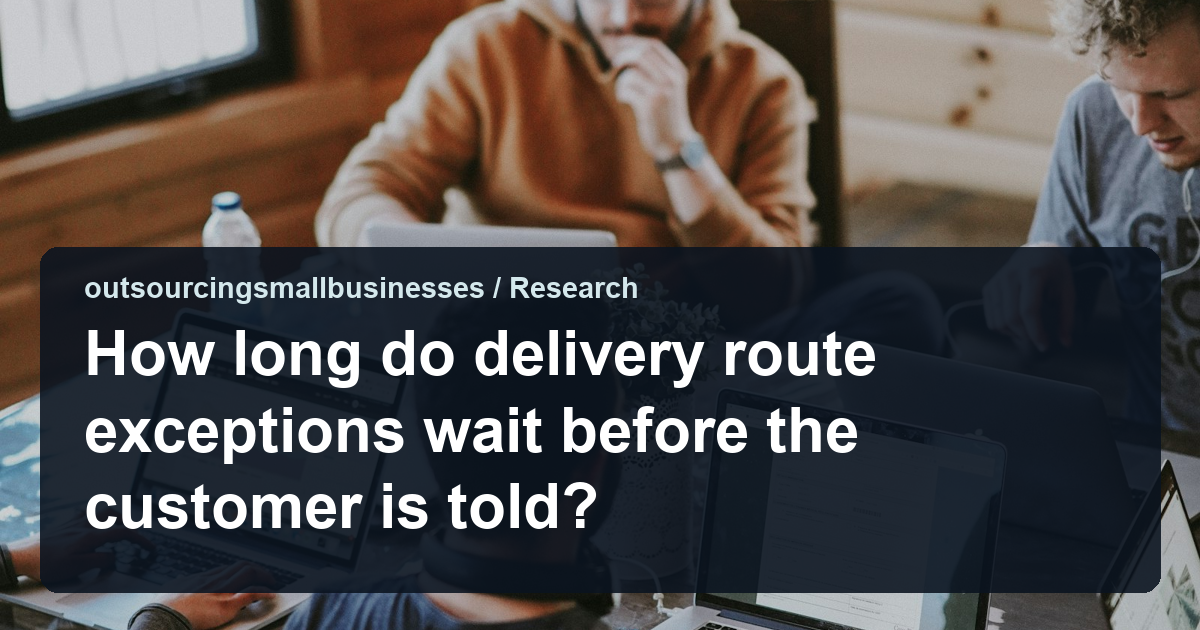 outsourcingsmallbusinesses / Research
How long do delivery route
exceptions wait before the
customer is told?